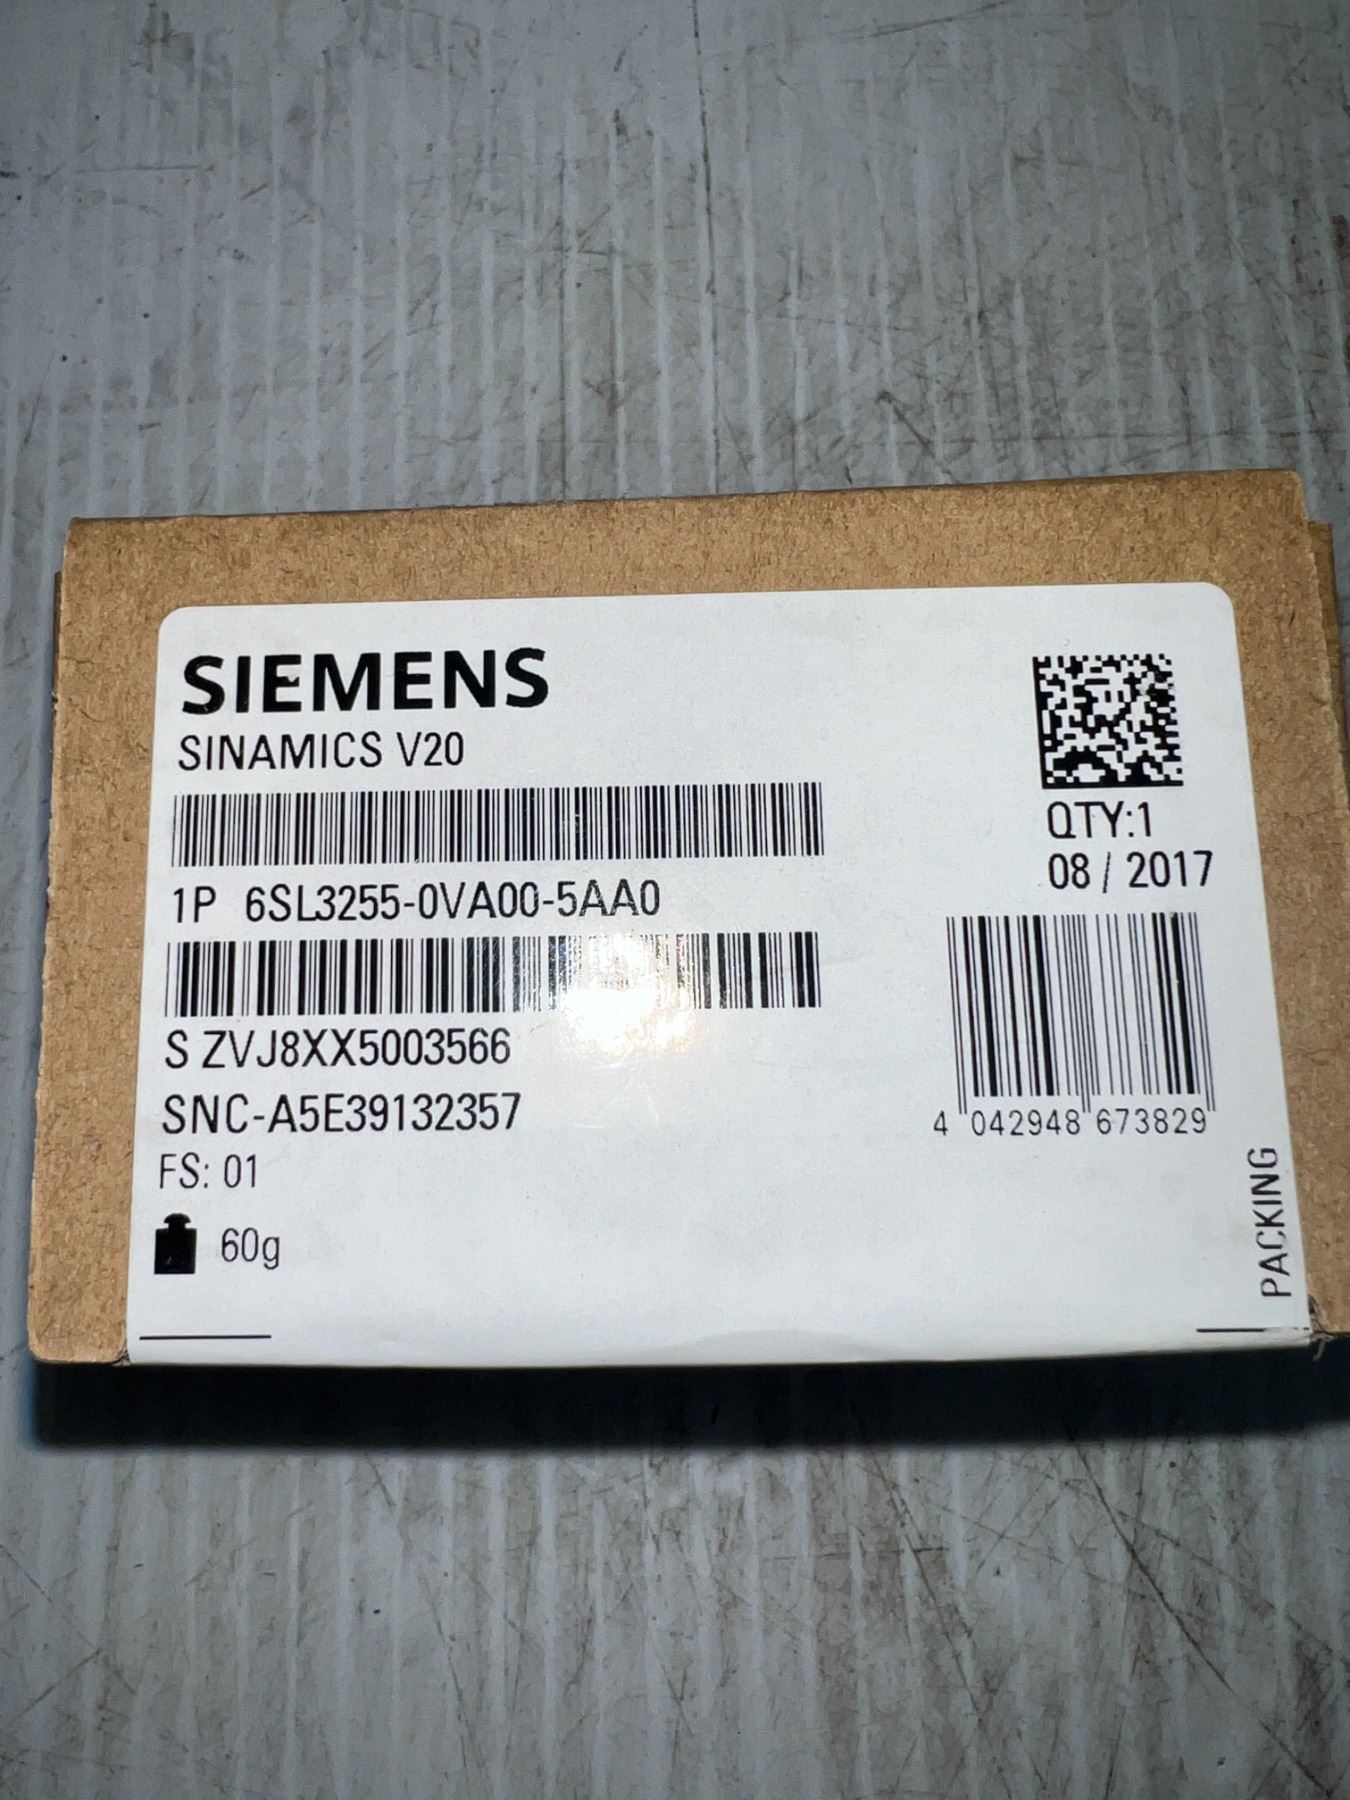 SIEMENS
SINAMICS V20
1P 6SL3255-0VA00-5AA0
S ZVJ8XX5003566
SNC-A5E39132357
FS: 01
60g
QTY:1
08 / 2017
4 042948 673829
PACKING